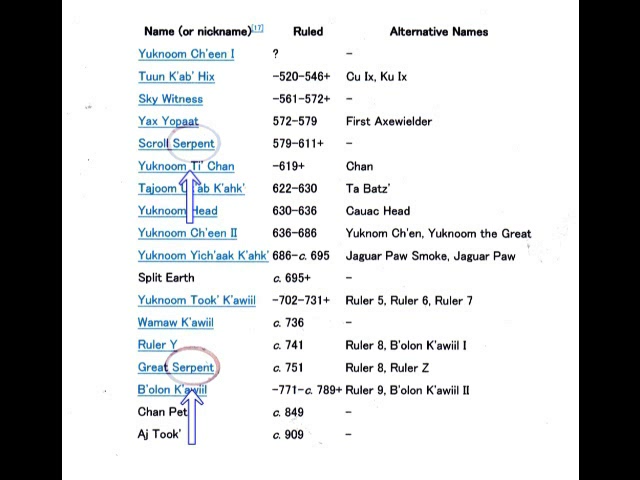 Name (or nickname)[17] Ruled Alternative Names
Yuknoom Ch'een I ? –
Tuun K'ab' Hix –520–546+ Cu Ix, Ku Ix
Sky Witness –561–572+ –
Yax Yopaat 572–579 First Axewielder
Scroll Serpent 579–611+ –
Yuknoom Ti' Chan –619+ Chan
Tajoom K'ahk' 622–630 Ta Batz'
Yuknoom Head 630–636 Cauac Head
Yuknoom Ch'een II 636–686 Yuknom Ch'en, Yuknoom the Great
Yuknoom Yich'aak K'ahk' 686–c. 695 Jaguar Paw Smoke, Jaguar Paw
Split Earth c. 695+ –
Yuknoom Took' K'awiil –702–731+ Ruler 5, Ruler 6, Ruler 7
Wamaw K'awiil c. 736 –
Ruler Y c. 741 Ruler 8, B'olon K'awiil I
Great Serpent c. 751 Ruler 8, Ruler Z
B'olon K'awiil –771–c. 789+ Ruler 9, B'olon K'awiil II
Chan Pet c. 849 –
Aj Took' c. 909 –